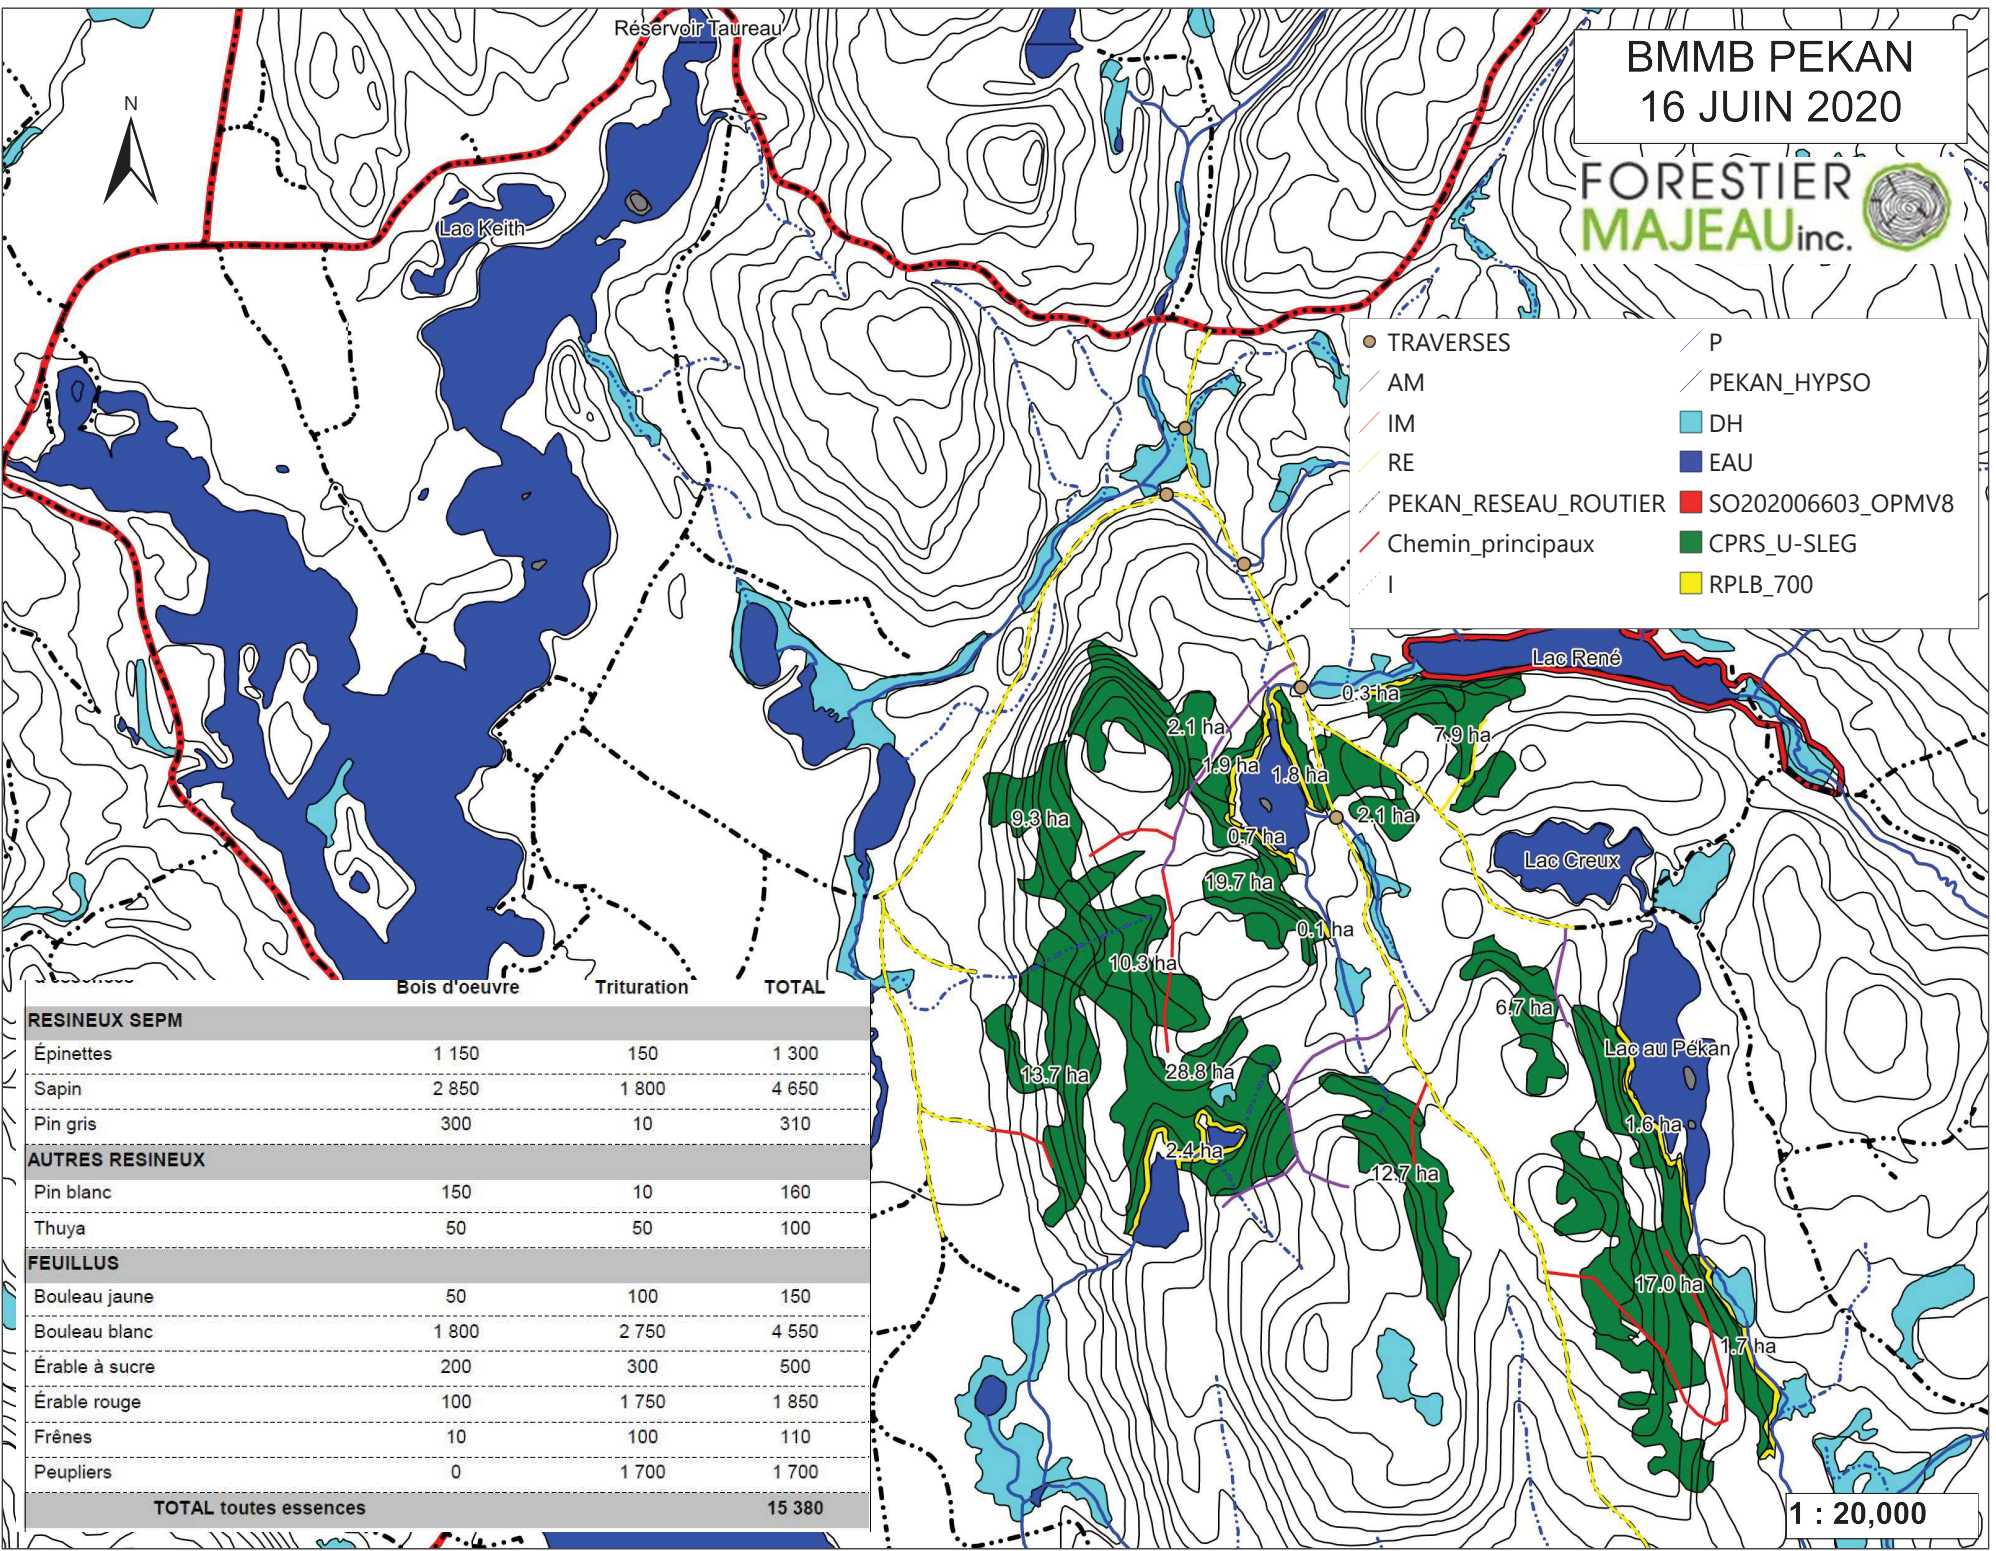 Réservoir Taureau
BMMB PEKAN
16 JUIN 2020
N
FORESTIER
MAJEAU inc.
Lac Keith
TRAVERSES
AM
IM
RE
PEKAN_RESEAU_ROUTIER
Chemin_principaux
I
P
PEKAN_HYPSO
DH
EAU
SO202006603_OPMV8
CPRS_U-SLEG
RPLB_700
Lac René
0.3 ha
2.1 ha
7.9 ha
1.9 ha
1.8 ha
9.3 ha
2.1 ha
0.7 ha
Lac Creux
19.7 ha
0.1 ha
10.3 ha
6.7 ha
Lac au Pékan
13.7 ha
28.8 ha
1.6 ha
2.4 ha
12.7 ha
17.0 ha
1.7 ha
Bois d'oeuvre Trituration TOTAL
RESINEUX SEPM
Épinettes 1 150 150 1 300
Sapin 2 850 1 800 4 650
Pin gris 300 10 310
AUTRES RESINEUX
Pin blanc 150 10 160
Thuya 50 50 100
FEUILLUS
Bouleau jaune 50 100 150
Bouleau blanc 1 800 2 750 4 550
Érable à sucre 200 300 500
Érable rouge 100 1 750 1 850
Frênes 10 100 110
Peupliers 0 1 700 1 700
TOTAL toutes essences 15 380
1 : 20,000